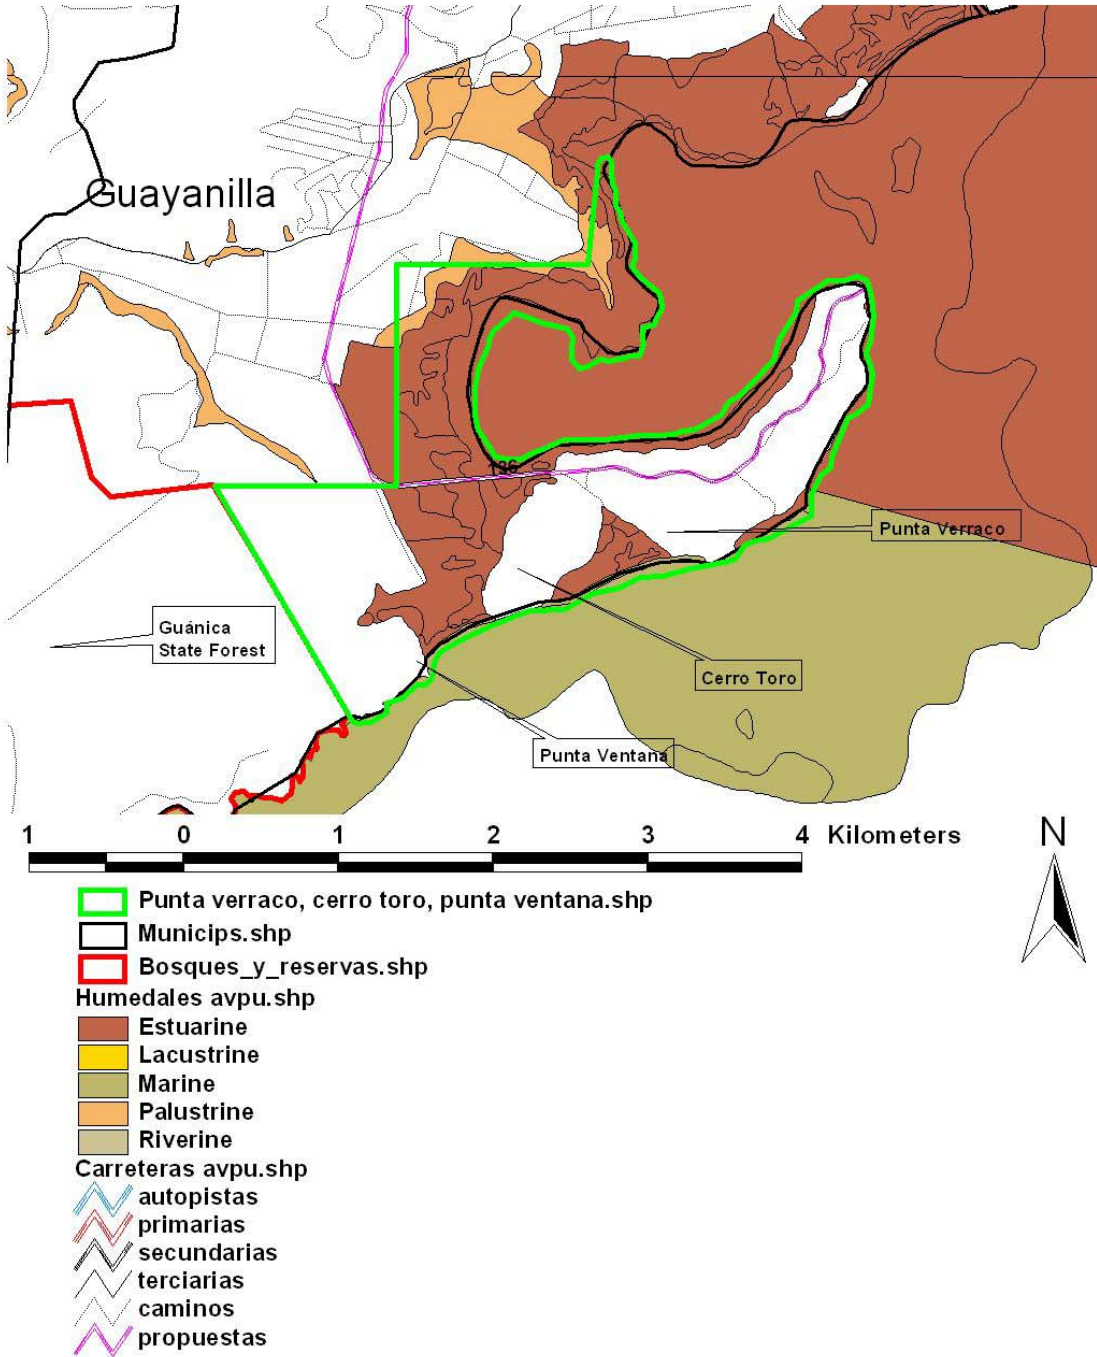 Guayanilla
136
Punta Verraco
Guánica
State Forest
Cerro Toro
Punta Ventana
1 0 1 2 3 4 Kilometers
N
Punta verraco, cerro toro, punta ventana.shp
Municips.shp
Bosques_y_reservas.shp
Humedales avpu.shp
Estuarine
Lacustrine
Marine
Palustrine
Riverine
Carreteras avpu.shp
autopistas
primarias
secundarias
terciarias
caminos
propuestas